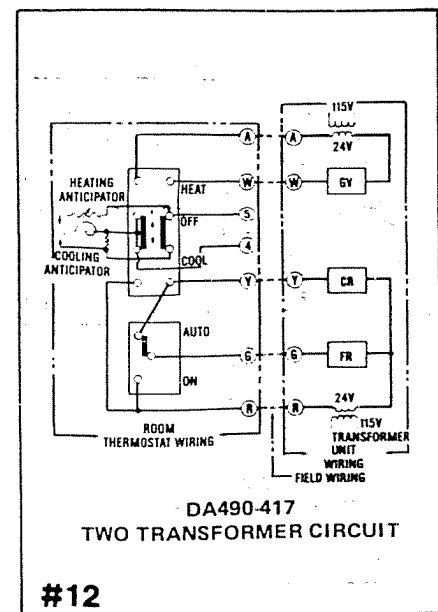 115V
A A
24V
HEATING
ANTICIPATOR
HEAT W W GV
OFF 5
COOLING
ANTICIPATOR
COOL 4
Y Y CR
AUTO
G G FR
ON
24V
R R
115V
ROOM
THERMOSTAT WIRING
TRANSFORMER
UNIT
WIRING
FIELD WIRING
DA490-417
TWO TRANSFORMER CIRCUIT
#12